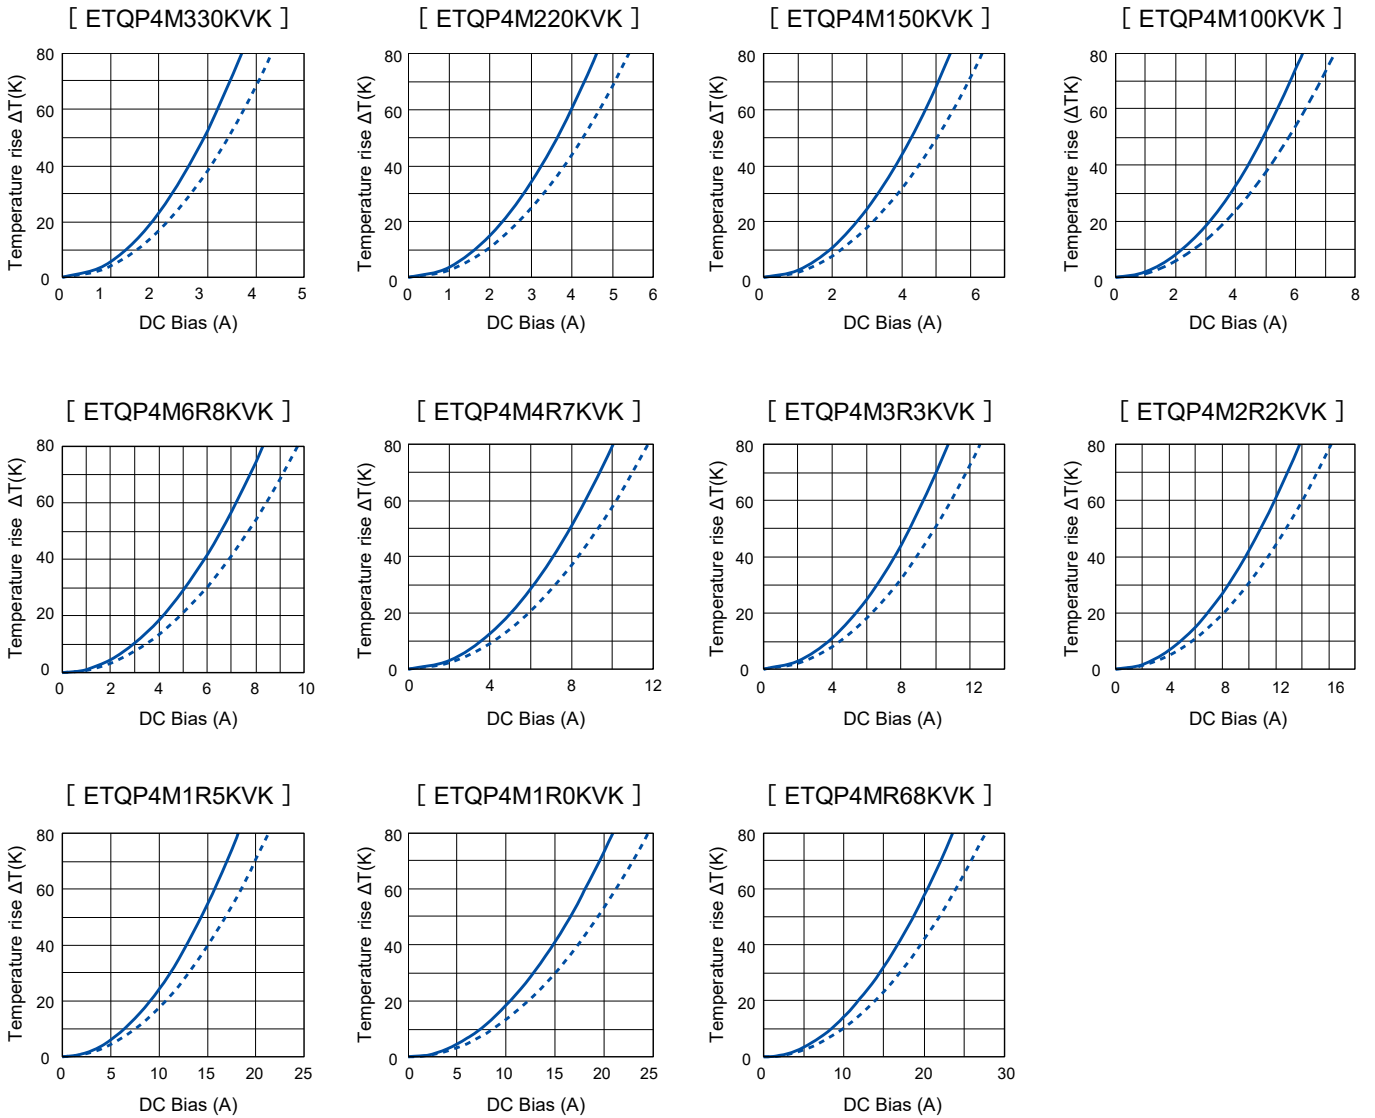 [ ETQP4M330KVK ]
80
60
40
20
0
0 1 2 3 4 5
Temperature rise ΔT(K)
DC Bias (A)
[ ETQP4M220KVK ]
80
60
40
20
0
0 1 2 3 4 5 6
Temperature rise ΔT(K)
DC Bias (A)
[ ETQP4M150KVK ]
80
60
40
20
0
0 2 4 6
Temperature rise ΔT(K)
DC Bias (A)
[ ETQP4M100KVK ]
80
60
40
20
0
0 2 4 6 8
Temperature rise (ΔTK)
DC Bias (A)
[ ETQP4M6R8KVK ]
80
60
40
20
0
0 2 4 6 8 10
Temperature rise ΔT(K)
DC Bias (A)
[ ETQP4M4R7KVK ]
80
60
40
20
0
0 4 8 12
Temperature rise ΔT(K)
DC Bias (A)
[ ETQP4M3R3KVK ]
80
60
40
20
0
0 4 8 12
Temperature rise ΔT(K)
DC Bias (A)
[ ETQP4M2R2KVK ]
80
60
40
20
0
0 4 8 12 16
Temperature rise ΔT(K)
DC Bias (A)
[ ETQP4M1R5KVK ]
80
60
40
20
0
0 5 10 15 20 25
Temperature rise ΔT(K)
DC Bias (A)
[ ETQP4M1R0KVK ]
80
60
40
20
0
0 5 10 15 20 25
Temperature rise ΔT(K)
DC Bias (A)
[ ETQP4MR68KVK ]
80
60
40
20
0
0 10 20 30
Temperature rise ΔT(K)
DC Bias (A)